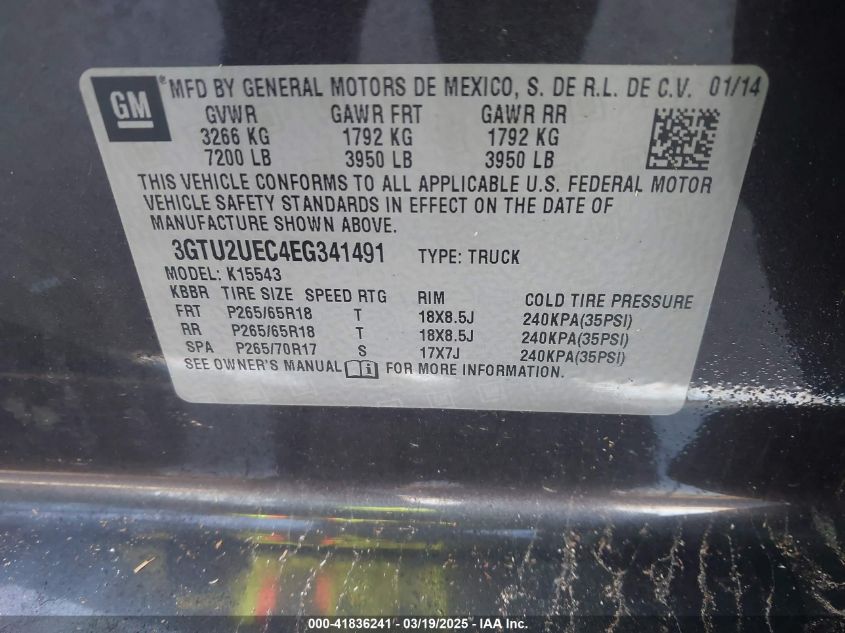 GM
® MFD BY GENERAL MOTORS DE MEXICO, S. DE R.L. DE C.V. 01/14
GVWR GAWR FRT GAWR RR
3266 KG 1792 KG 1792 KG
7200 LB 3950 LB 3950 LB
THIS VEHICLE CONFORMS TO ALL APPLICABLE U.S. FEDERAL MOTOR
VEHICLE SAFETY STANDARDS IN EFFECT ON THE DATE OF
MANUFACTURE SHOWN ABOVE.
3GTU2UEC4EG341491 TYPE: TRUCK
MODEL: K15543
KBBR TIRE SIZE SPEED RTG RIM COLD TIRE PRESSURE
FRT P265/65R18 T 18X8.5J 240KPA(35PSI)
RR P265/65R18 T 18X8.5J 240KPA(35PSI)
SPA P265/70R17 S 17X7J 240KPA(35PSI)
SEE OWNER'S MANUAL i FOR MORE INFORMATION.
000-41836241 - 03/19/2025 - IAA Inc.